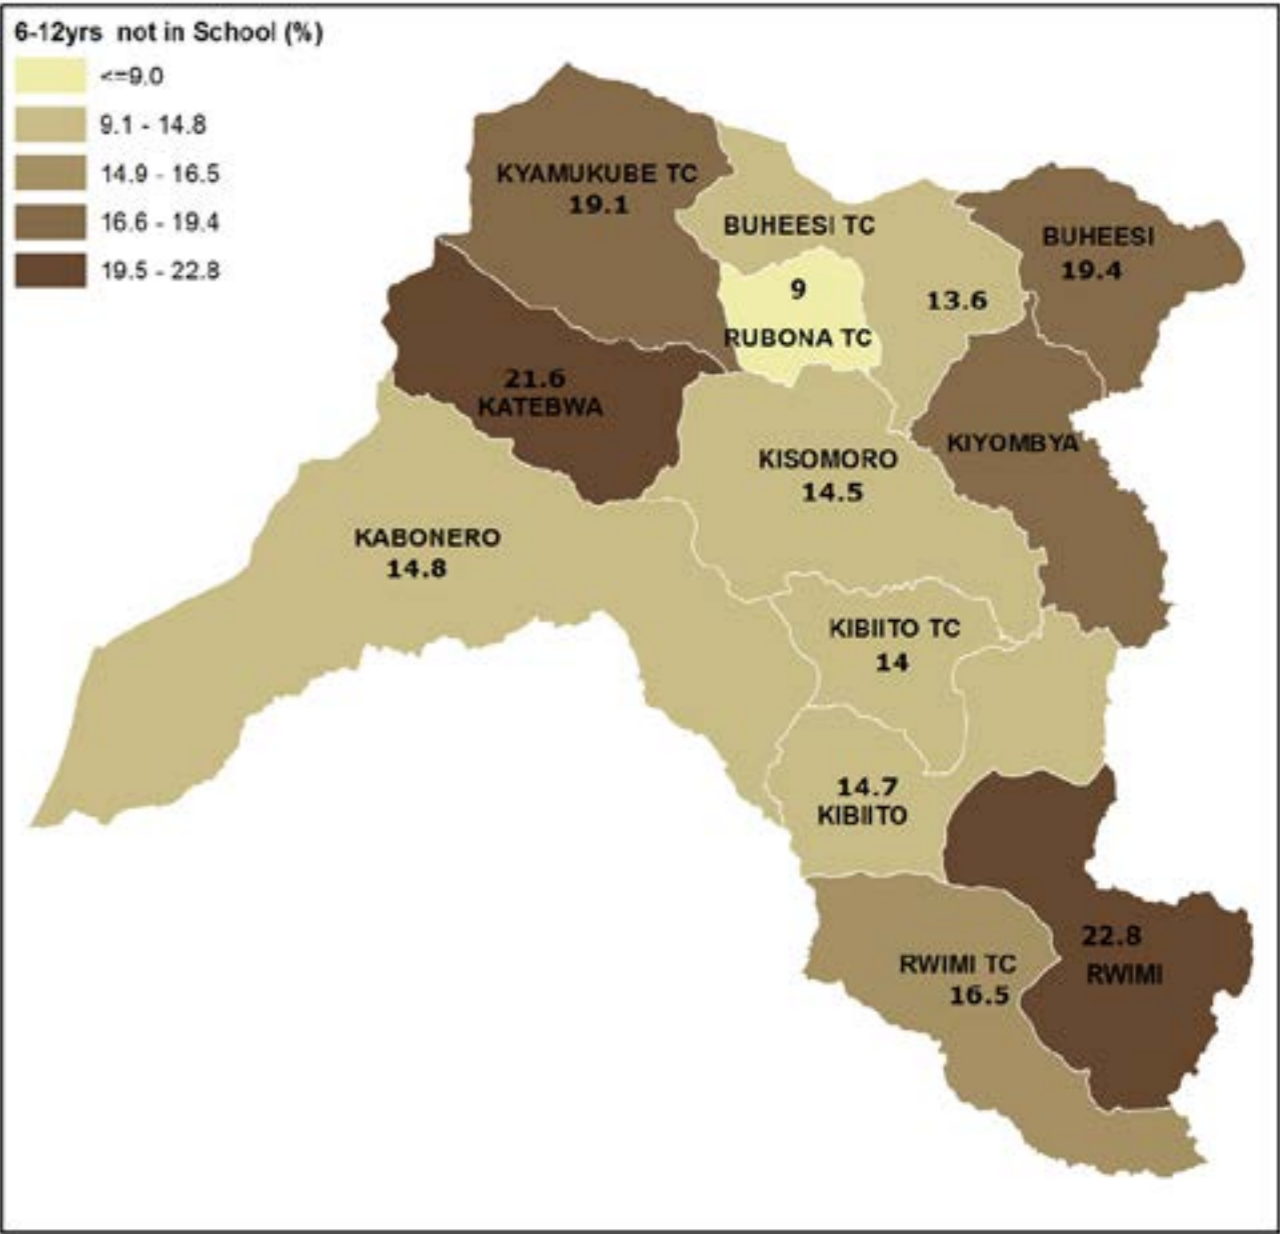 6-12yrs not in School (%)
<=9.0
9.1 - 14.8
14.9 - 16.5
16.6 - 19.4
19.5 - 22.8
KYAMUKUBE TC
19.1
BUHEESI TC
13.6
BUHEESI
19.4
9
RUBONA TC
21.6
KATEBWA
KIYOMBYA
KISOMORO
14.5
KABONERO
14.8
KIBIITO TC
14
14.7
KIBIITO
22.8
RWIMI
RWIMI TC
16.5